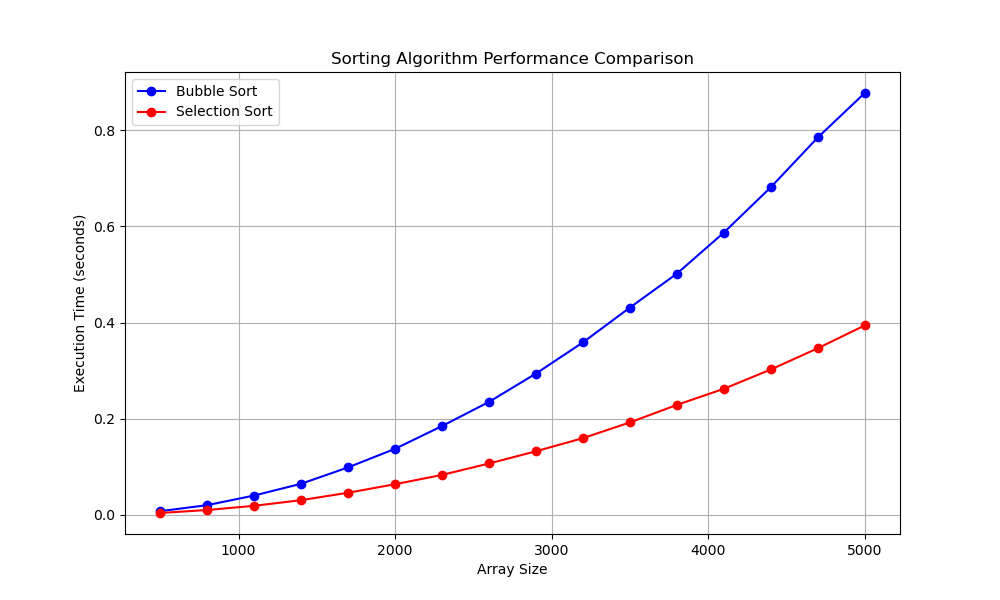 Sorting Algorithm Performance Comparison
Bubble Sort
Selection Sort
Execution Time (seconds)
0.8
0.6
0.4
0.2
0.0
1000 2000 3000 4000 5000
Array Size